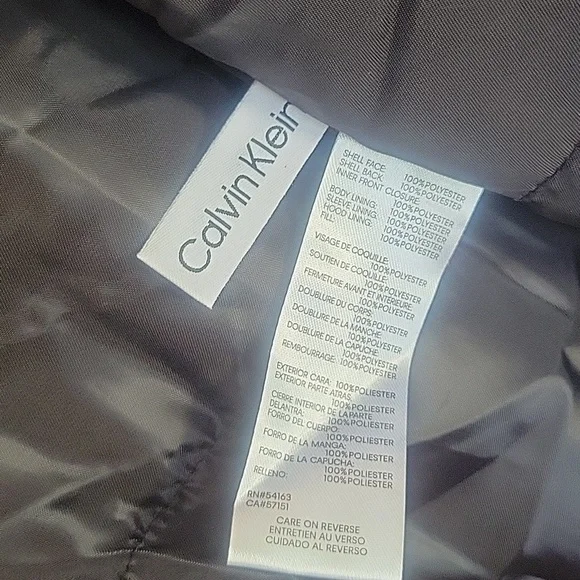 Calvin Klein
SHELL FACE: 100%POLYESTER
SHELL BACK: 100%POLYESTER
INNER FRONT CLOSURE:
100%POLYESTER
BODY LINING: 100%POLYESTER
SLEEVE LINING: 100%POLYESTER
HOOD LINING: 100%POLYESTER
FILL: 100%POLYESTER
VISAGE DE COQUILLE:
100%POLYESTER
SOUTIEN DE COQUILLE:
100%POLYESTER
FERMETURE AVANT ET INTÉRIEURE:
100%POLYESTER
DOUBLURE DU CORPS:
100%POLYESTER
DOUBLURE DE LA MANCHE:
100%POLYESTER
DOUBLURE DE LA CAPUCHE:
100%POLYESTER
REMBOURRAGE: 100%POLYESTER
EXTERIOR CARA: 100%POLIESTER
EXTERIOR PARTE ATRAS:
100%POLIESTER
CIERRE INTERIOR DE LA PARTE
DELANTRA: 100%POLIESTER
FORRO DEL CUERPO:
100%POLIESTER
FORRO DE LA MANGA:
100%POLIESTER
FORRO DE LA CAPUCHA:
100%POLIESTER
RELLENO: 100%POLIESTER
RN#54163
CA#57151
CARE ON REVERSE
ENTRETIEN AU VERSO
CUIDADO AL REVERSO